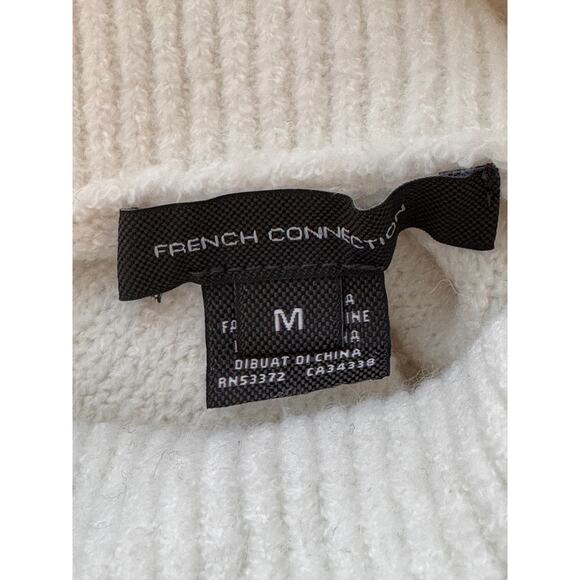 FRENCH CONNECTION
M
DIBUAT DI CHINA
RN53372 CA34338